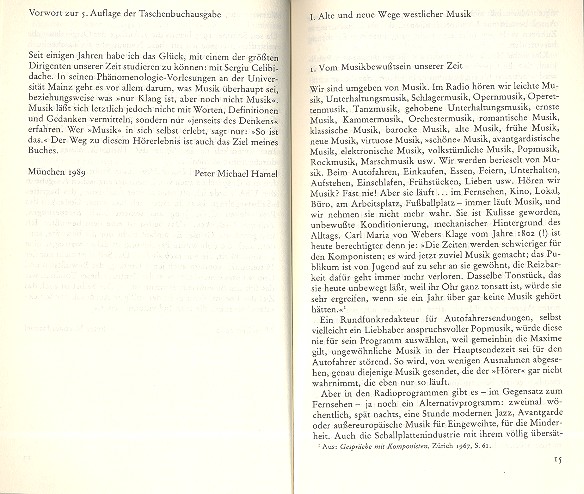 Vorwort zur 5. Auflage der Taschenbuchausgabe
Seit einigen Jahren habe ich das Glück, mit einem der größten
Dirigenten unserer Zeit studieren zu können: mit Sergiu Celibi-
dache. In seinen Phänomenologie-Vorlesungen an der Univer-
sität Mainz geht es vor allem darum, was Musik überhaupt sei,
beziehungsweise was »nur Klang ist, aber noch nicht Musik«.
Musik läßt sich letztlich jedoch nicht mit Worten, Definitionen
und Gedanken vermitteln, sondern nur »jenseits des Denkens«
erfahren. Wer »Musik« in sich selbst erlebt, sagt nur: »So ist
das.« Der Weg zu diesem Hörerlebnis ist auch das Ziel meines
Buches.
München 1989 Peter Michael Hamel
I. Alte und neue Wege westlicher Musik
1. Vom Musikbewußtsein unserer Zeit
Wir sind umgeben von Musik. Im Radio hören wir leichte Mu-
sik, Unterhaltungsmusik, Schlagermusik, Opernmusik, Operet-
tenmusik, Tanzmusik, gehobene Unterhaltungsmusik, ernste
Musik, Kammermusik, Orchestermusik, romantische Musik,
klassische Musik, barocke Musik, alte Musik, frühe Musik,
neue Musik, virtuose Musik, »schöne« Musik, avantgardistische
Musik, elektronische Musik, volkstümliche Musik, Popmusik,
Rockmusik, Marschmusik usw. Wir werden berieselt von Mu-
sik. Beim Autofahren, Einkaufen, Essen, Feiern, Unterhalten,
Aufstehen, Einschlafen, Frühstücken, Lieben usw. Hören wir
Musik? Fast nie! Aber sie läuft ... im Fernsehen, Kino, Lokal,
Büro, am Arbeitsplatz, Fußballplatz – immer läuft Musik, und
wir nehmen sie nicht mehr wahr. Sie ist Kulisse geworden,
unbewußte Konditionierung, mechanischer Hintergrund des
Alltags. Carl Maria von Webers Klage vom Jahre 1802 (!) ist
heute berechtigter denn je: »Die Zeiten werden schwieriger für
den Komponisten; es wird jetzt zuviel Musik gemacht; das Pu-
blikum ist von Jugend auf zu sehr an sie gewöhnt, die Reizbar-
keit dafür geht immer mehr verloren. Dasselbe Tonstück, das
sie heute unbewegt läßt, weil ihr Ohr ganz tonsatt ist, würde sie
sehr ergreifen, wenn sie ein Jahr über gar keine Musik gehört
hätten.«¹
Ein Rundfunkredakteur für Autofahrersendungen, selbst
vielleicht ein Liebhaber anspruchsvoller Popmusik, würde diese
nie für sein Programm auswählen, weil gemeinhin die Maxime
gilt, ungewöhnliche Musik in der Hauptsendezeit sei für den
Autofahrer störend. So wird, von wenigen Ausnahmen abgese-
hen, genau diejenige Musik gesendet, die der »Hörer« gar nicht
wahrnimmt, die eben nur so läuft.
Aber in den Radioprogrammen gibt es – im Gegensatz zum
Fernsehen – ja noch ein Alternativprogramm: zweimal wö-
chentlich, spät nachts, eine Stunde modernen Jazz, Avantgarde
oder außereuropäische Musik für Eingeweihte, für die Minder-
heit. Auch die Schallplattenindustrie mit ihrem völlig übersät-
¹ Aus: Gespräche mit Komponisten, Zürich 1967, S. 61.
15